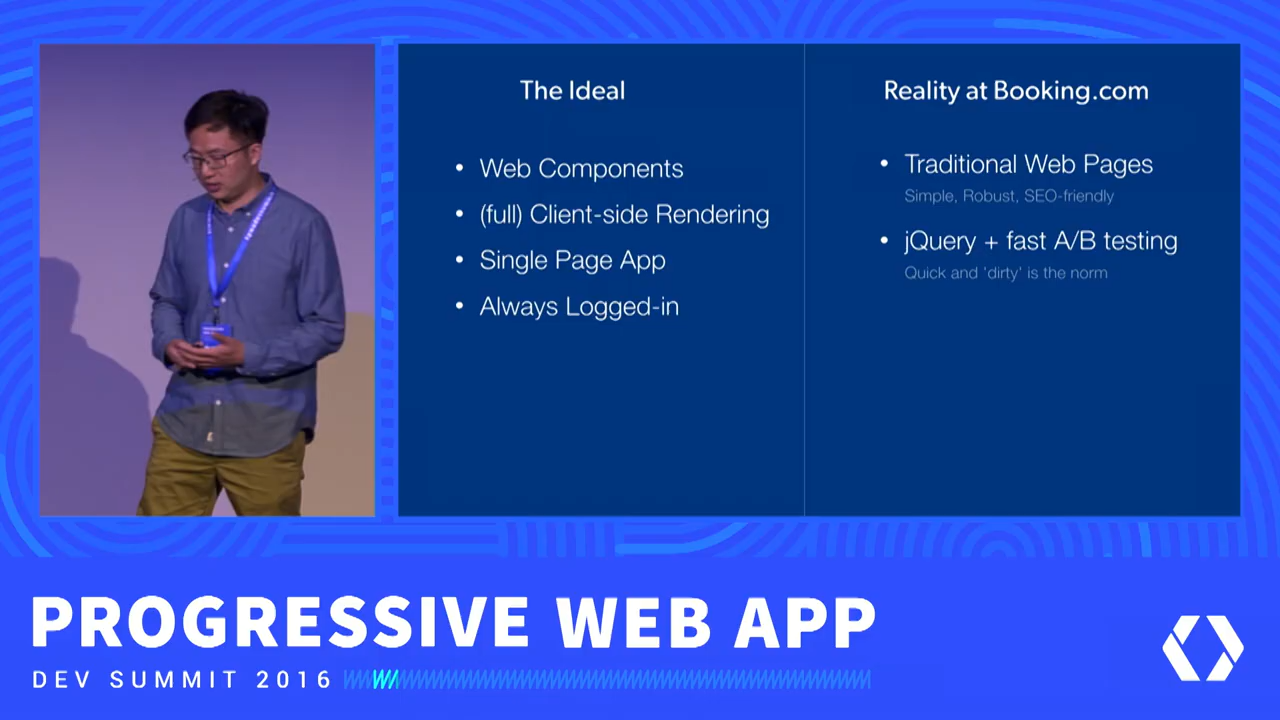 The Ideal
• Web Components
• (full) Client-side Rendering
• Single Page App
• Always Logged-in
Reality at Booking.com
• Traditional Web Pages
Simple, Robust, SEO-friendly
• jQuery + fast A/B testing
Quick and 'dirty' is the norm
PROGRESSIVE WEB APP
DEV SUMMIT 2016